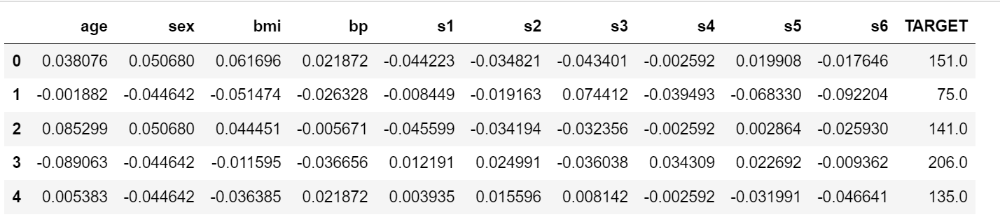 age sex bmi bp s1 s2 s3 s4 s5 s6 TARGET
0 0.038076 0.050680 0.061696 0.021872 -0.044223 -0.034821 -0.043401 -0.002592 0.019908 -0.017646 151.0
1 -0.001882 -0.044642 -0.051474 -0.026328 -0.008449 -0.019163 0.074412 -0.039493 -0.068330 -0.092204 75.0
2 0.085299 0.050680 0.044451 -0.005671 -0.045599 -0.034194 -0.032356 -0.002592 0.002864 -0.025930 141.0
3 -0.089063 -0.044642 -0.011595 -0.036656 0.012191 0.024991 -0.036038 0.034309 0.022692 -0.009362 206.0
4 0.005383 -0.044642 -0.036385 0.021872 0.003935 0.015596 0.008142 -0.002592 -0.031991 -0.046641 135.0